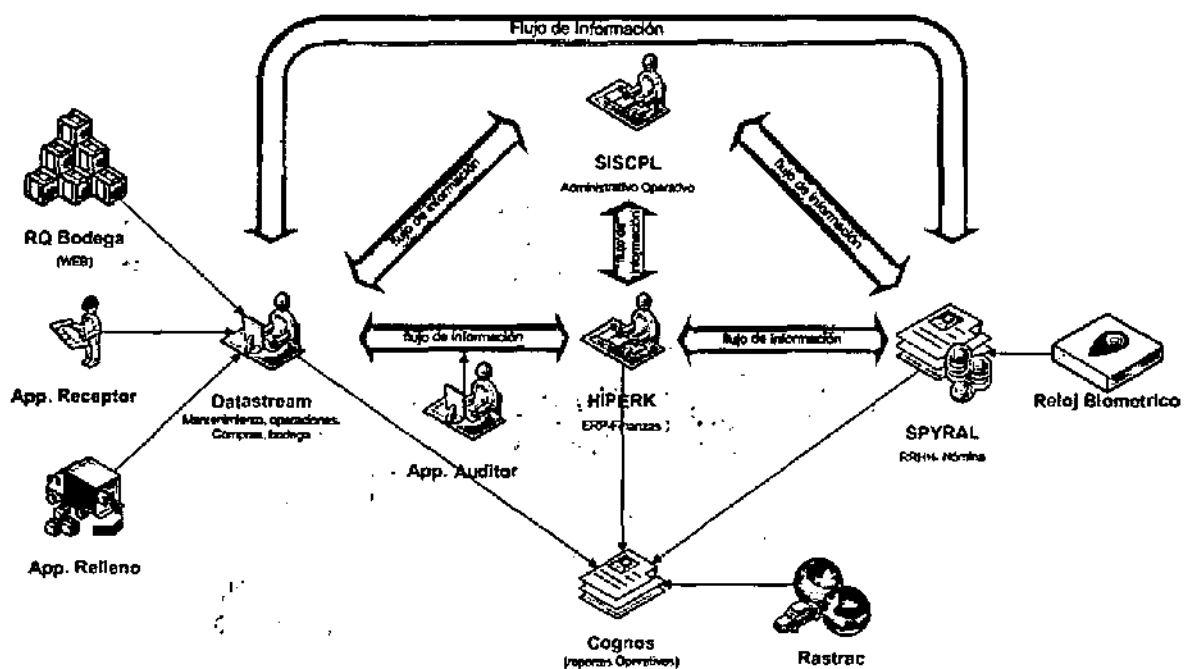 Flujo de Información
SISCPL
Administrativo Operativo
flujo de información
flujo de información
flujo de información
RQ Bodega
(WEB)
flujo de información
flujo de información
App. Receptor
Datastream
Mantenimiento, operaciones,
Compras, bodega
HIPERK
ERP-Finanzas
App. Auditor
SPYRAL
RRHH- Nómina
Reloj Biometrico
App. Relleno
Cognos
(reportes Operativos)
Rastrac